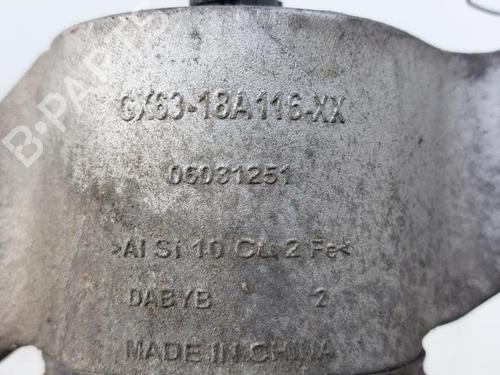 GX63-18A116-XX
06031251
>Al Si 10 Cu 2 Fe<
DABYB 2
MADE IN CHINA
B-PARTS